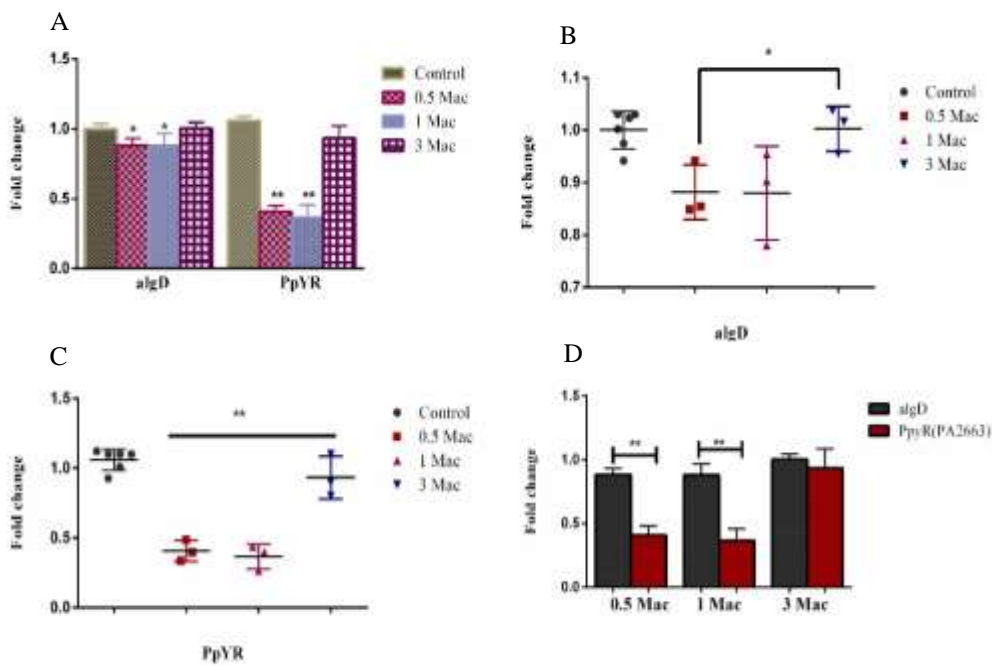 A
Fold change
1.5
1.0
0.5
0.0
* *
** **
algD PpYR
Control
0.5 Mac
1 Mac
3 Mac
B
Fold change
1.1
1.0
0.9
0.8
0.7
*
Control
0.5 Mac
1 Mac
3 Mac
algD
C
Fold change
1.5
1.0
0.5
0.0
**
Control
0.5 Mac
1 Mac
3 Mac
PpYR
D
Fold change
1.5
1.0
0.5
0.0
** **
0.5 Mac 1 Mac 3 Mac
algD
PpyR(PA2663)